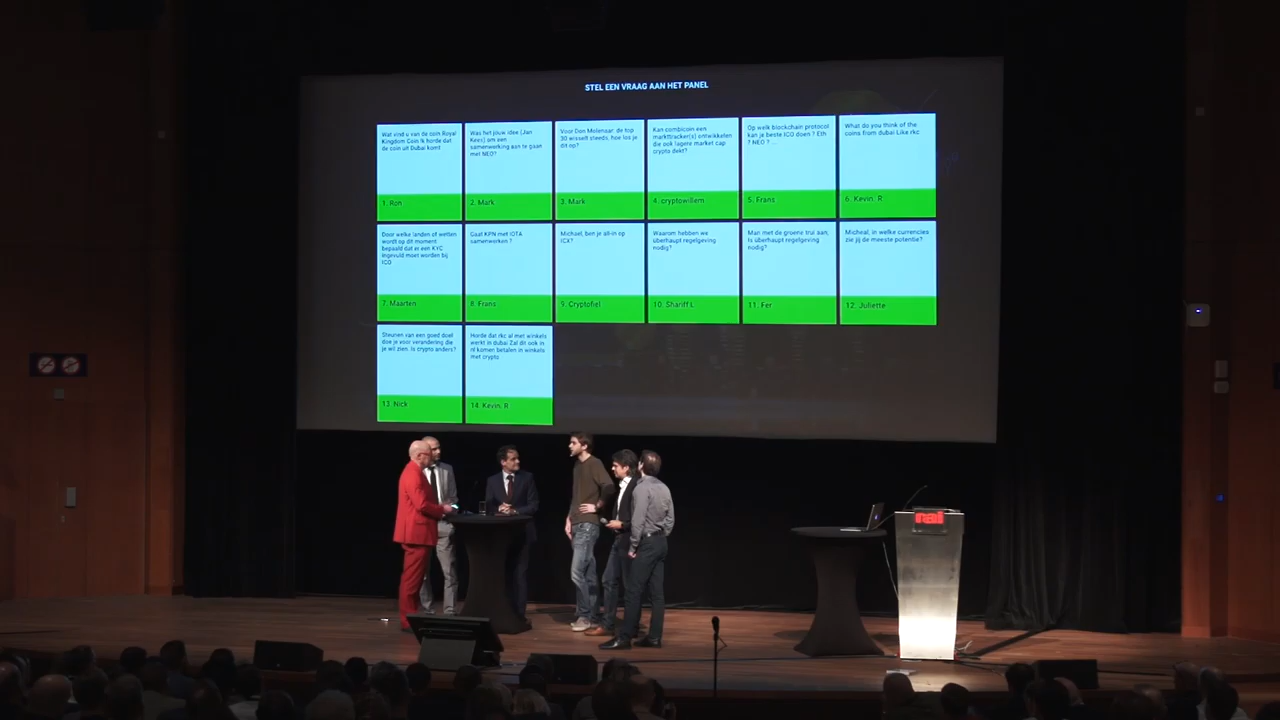 STEL EEN VRAAG AAN HET PANEL
Wat vind u van de coin Royal
Kingdom Coin Ik horde dat
de coin uit Dubai komt
1. Ron
Was het jouw idee (Jan
Kees) om een
samenwerking aan te gaan
met NEO?
2. Mark
Voor Don Molenaar: de top
30 wisselt steeds, hoe los je
dit op?
3. Mark
Kan combicoin een
markttracker(s) ontwikkelen
die ook lagere market cap
crypto dekt?
4. cryptowillem
Op welk blockchain protocol
kan je beste ICO doen ? Eth
? NEO ? ...
5. Frans
What do you think of the
coins from dubai Like rkc
6. Kevin. R
Door welke landen of wetten
wordt op dit moment
bepaald dat er een KYC
ingevuld moet worden bij
ICO
7. Maarten
Gaat KPN met IOTA
samenwerken ?
8. Frans
Michael, ben je all-in op
ICX?
9. Cryptofiel
Waarom hebben we
überhaupt regelgeving
nodig?
10. Shariff L
Man met de groene trui aan,
Is überhaupt regelgeving
nodig?
11. Fer
Micheal, in welke currencies
zie jij de meeste potentie?
12. Juliette
Steunen van een goed doel
doe je voor verandering die
je wil zien. Is crypto anders?
13. Nick
Horde dat rkc al met winkels
werkt in dubai Zal dit ook in
nl komen betalen in winkels
met crypto
14. Kevin. R